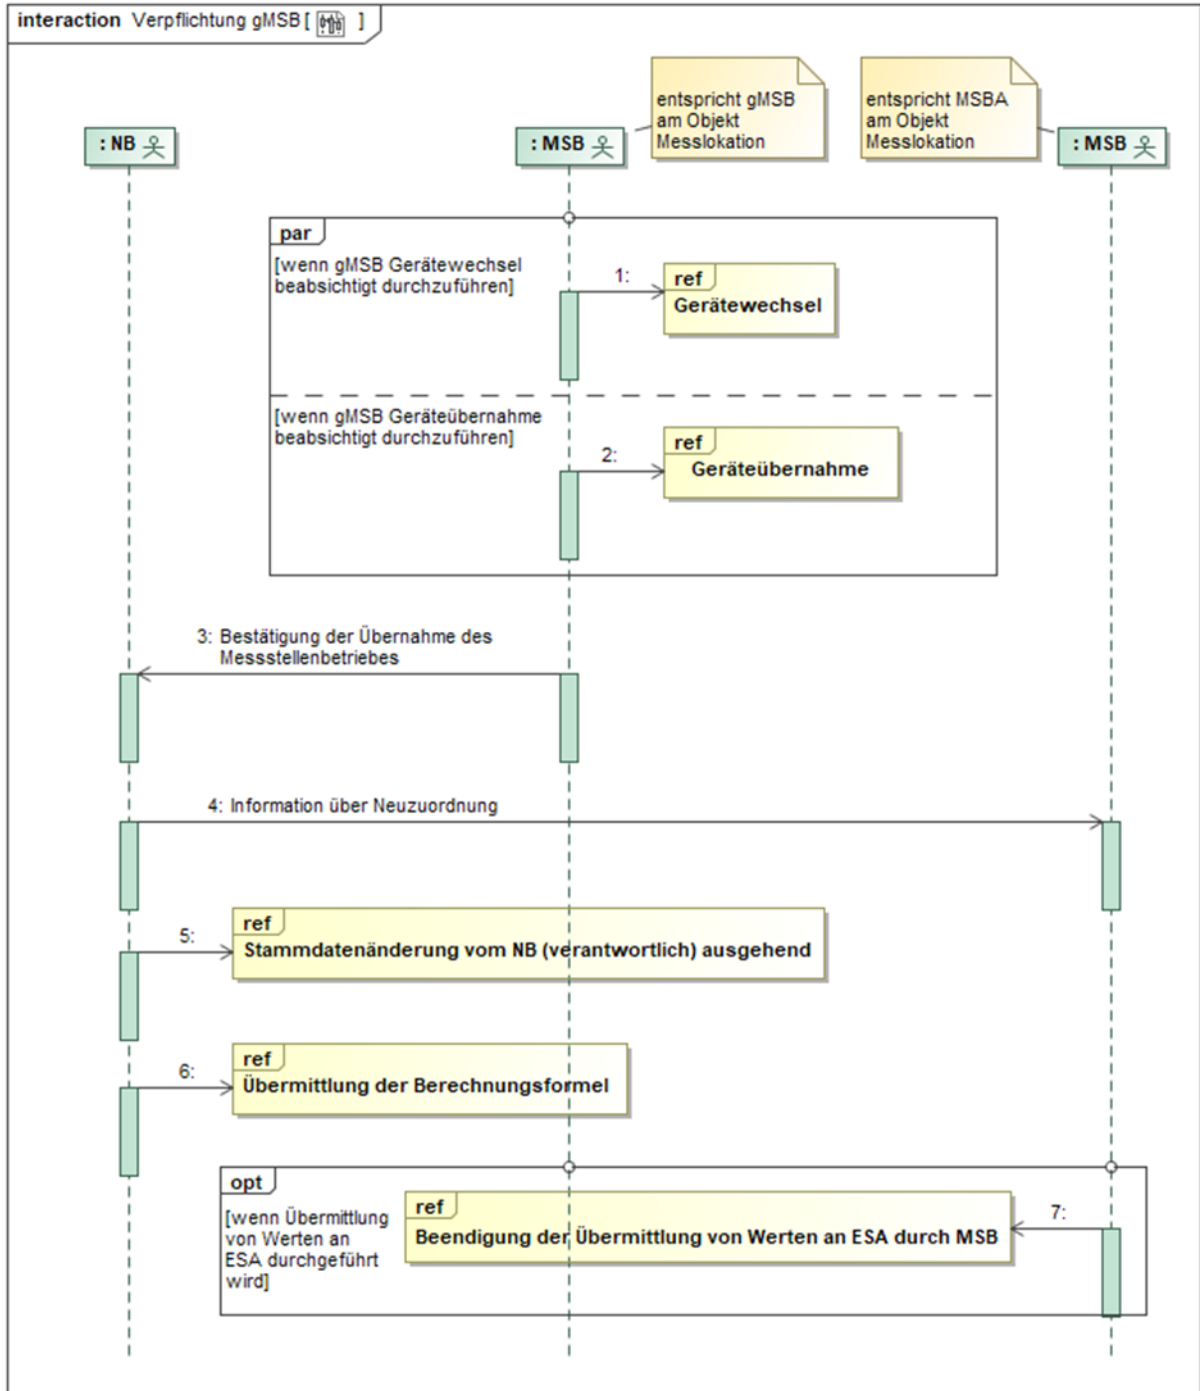 interaction Verpflichtung gMSB [ ]
entspricht gMSB
am Objekt
Messlokation
entspricht MSBA
am Objekt
Messlokation
: NB
: MSB
: MSB
par
[wenn gMSB Gerätewechsel
beabsichtigt durchzuführen]
1:
ref
Gerätewechsel
[wenn gMSB Geräteübernahme
beabsichtigt durchzuführen]
2:
ref
Geräteübernahme
3: Bestätigung der Übernahme des
Messstellenbetriebes
4: Information über Neuzuordnung
5:
ref
Stammdatenänderung vom NB (verantwortlich) ausgehend
6:
ref
Übermittlung der Berechnungsformel
opt
[wenn Übermittlung
von Werten an
ESA durchgeführt
wird]
ref
Beendigung der Übermittlung von Werten an ESA durch MSB
7: